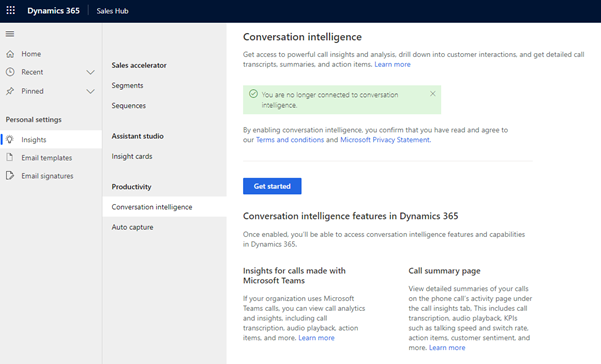 Dynamics 365
Sales Hub
Home
Recent
Pinned
Personal settings
Insights
Email templates
Email signatures
Sales accelerator
Segments
Sequences
Assistant studio
Insight cards
Productivity
Conversation intelligence
Auto capture
Conversation intelligence
Get access to powerful call insights and analysis, drill down into customer interactions, and get detailed call
transcripts, summaries, and action items. Learn more
You are no longer connected to conversation
intelligence.
By enabling conversation intelligence, you confirm that you have read and agree to
our Terms and conditions and Microsoft Privacy Statement.
Get started
Conversation intelligence features in Dynamics 365
Once enabled, you'll be able to access conversation intelligence features and capabilities
in Dynamics 365.
Insights for calls made with
Microsoft Teams
If your organization uses Microsoft
Teams calls, you can view call analytics
and insights, including call
transcription, audio playback, action
items, and more. Learn more
Call summary page
View detailed summaries of your calls
on the phone call's activity page under
the call insights tab. This includes call
transcription, audio playback, KPIs
such as talking speed and switch rate,
action items, customer sentiment, and
more. Learn more